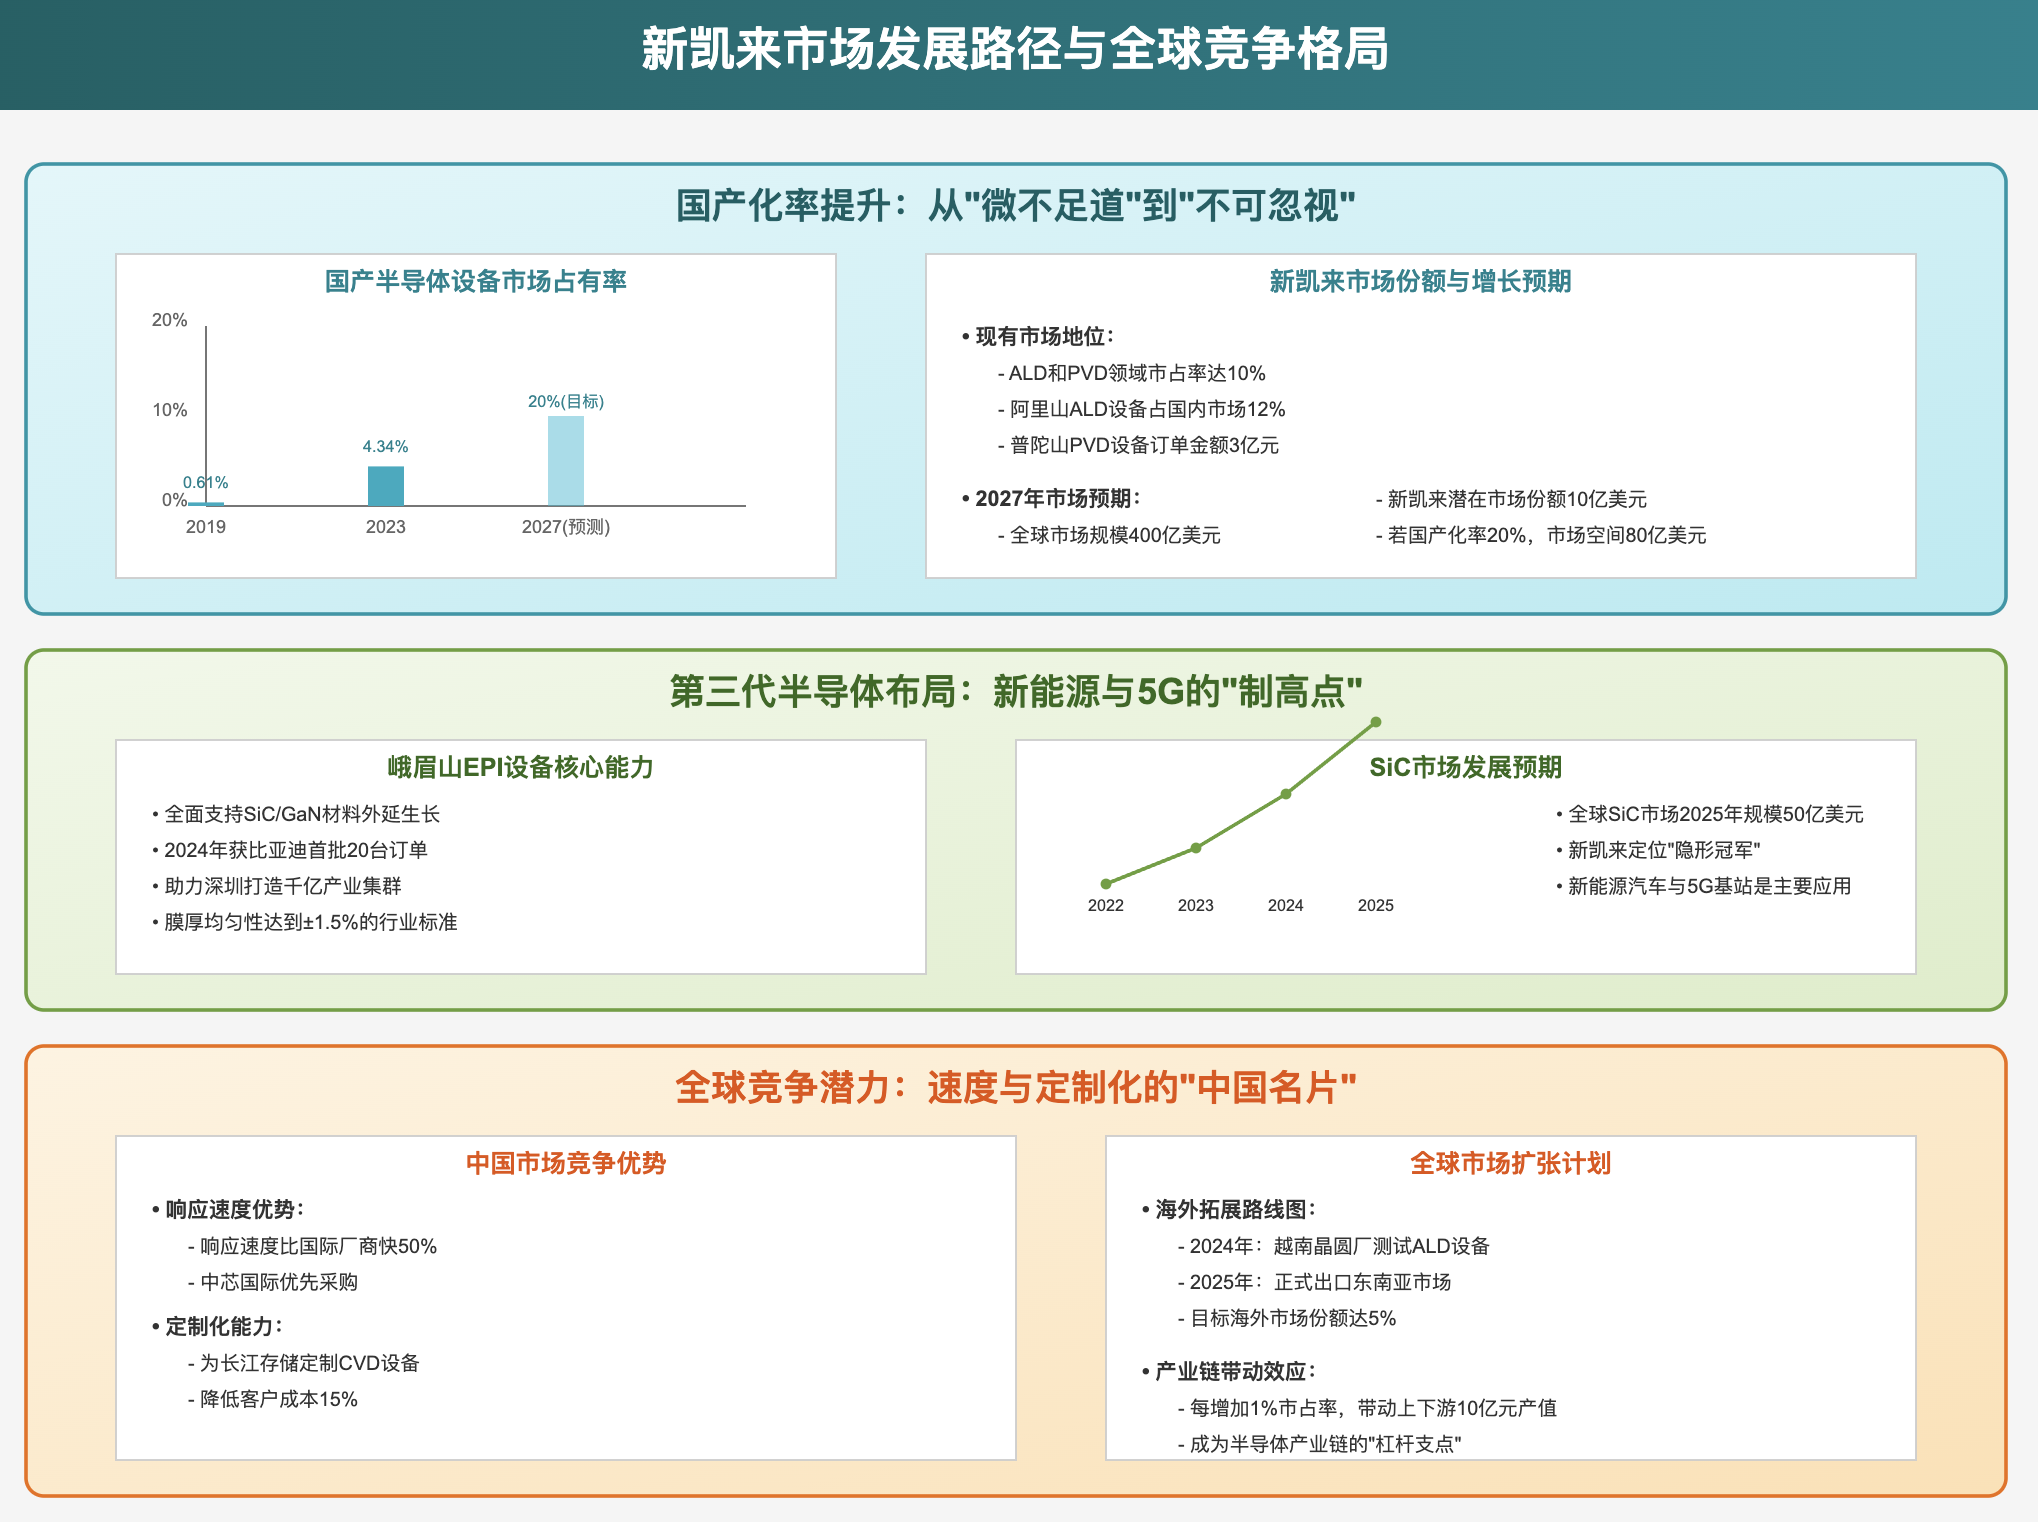 新凯来市场发展路径与全球竞争格局
国产化率提升：从"微不足道"到"不可忽视"
国产半导体设备市场占有率
20%
10%
0%
0.61%
4.34%
20%(目标)
2019
2023
2027(预测)
新凯来市场份额与增长预期
• 现有市场地位：
- ALD和PVD领域市占率达10%
- 阿里山ALD设备占国内市场12%
- 普陀山PVD设备订单金额3亿元
• 2027年市场预期：
- 全球市场规模400亿美元
- 新凯来潜在市场份额10亿美元
- 若国产化率20%，市场空间80亿美元
第三代半导体布局：新能源与5G的"制高点"
峨眉山EPI设备核心能力
• 全面支持SiC/GaN材料外延生长
• 2024年获比亚迪首批20台订单
• 助力深圳打造千亿产业集群
• 膜厚均匀性达到±1.5%的行业标准
SiC市场发展预期
2022
2023
2024
2025
• 全球SiC市场2025年规模50亿美元
• 新凯来定位"隐形冠军"
• 新能源汽车与5G基站是主要应用
全球竞争潜力：速度与定制化的"中国名片"
中国市场竞争优势
• 响应速度优势：
- 响应速度比国际厂商快50%
- 中芯国际优先采购
• 定制化能力：
- 为长江存储定制CVD设备
- 降低客户成本15%
全球市场扩张计划
• 海外拓展路线图：
- 2024年：越南晶圆厂测试ALD设备
- 2025年：正式出口东南亚市场
- 目标海外市场份额达5%
• 产业链带动效应：
- 每增加1%市占率，带动上下游10亿元产值
- 成为半导体产业链的"杠杆支点"